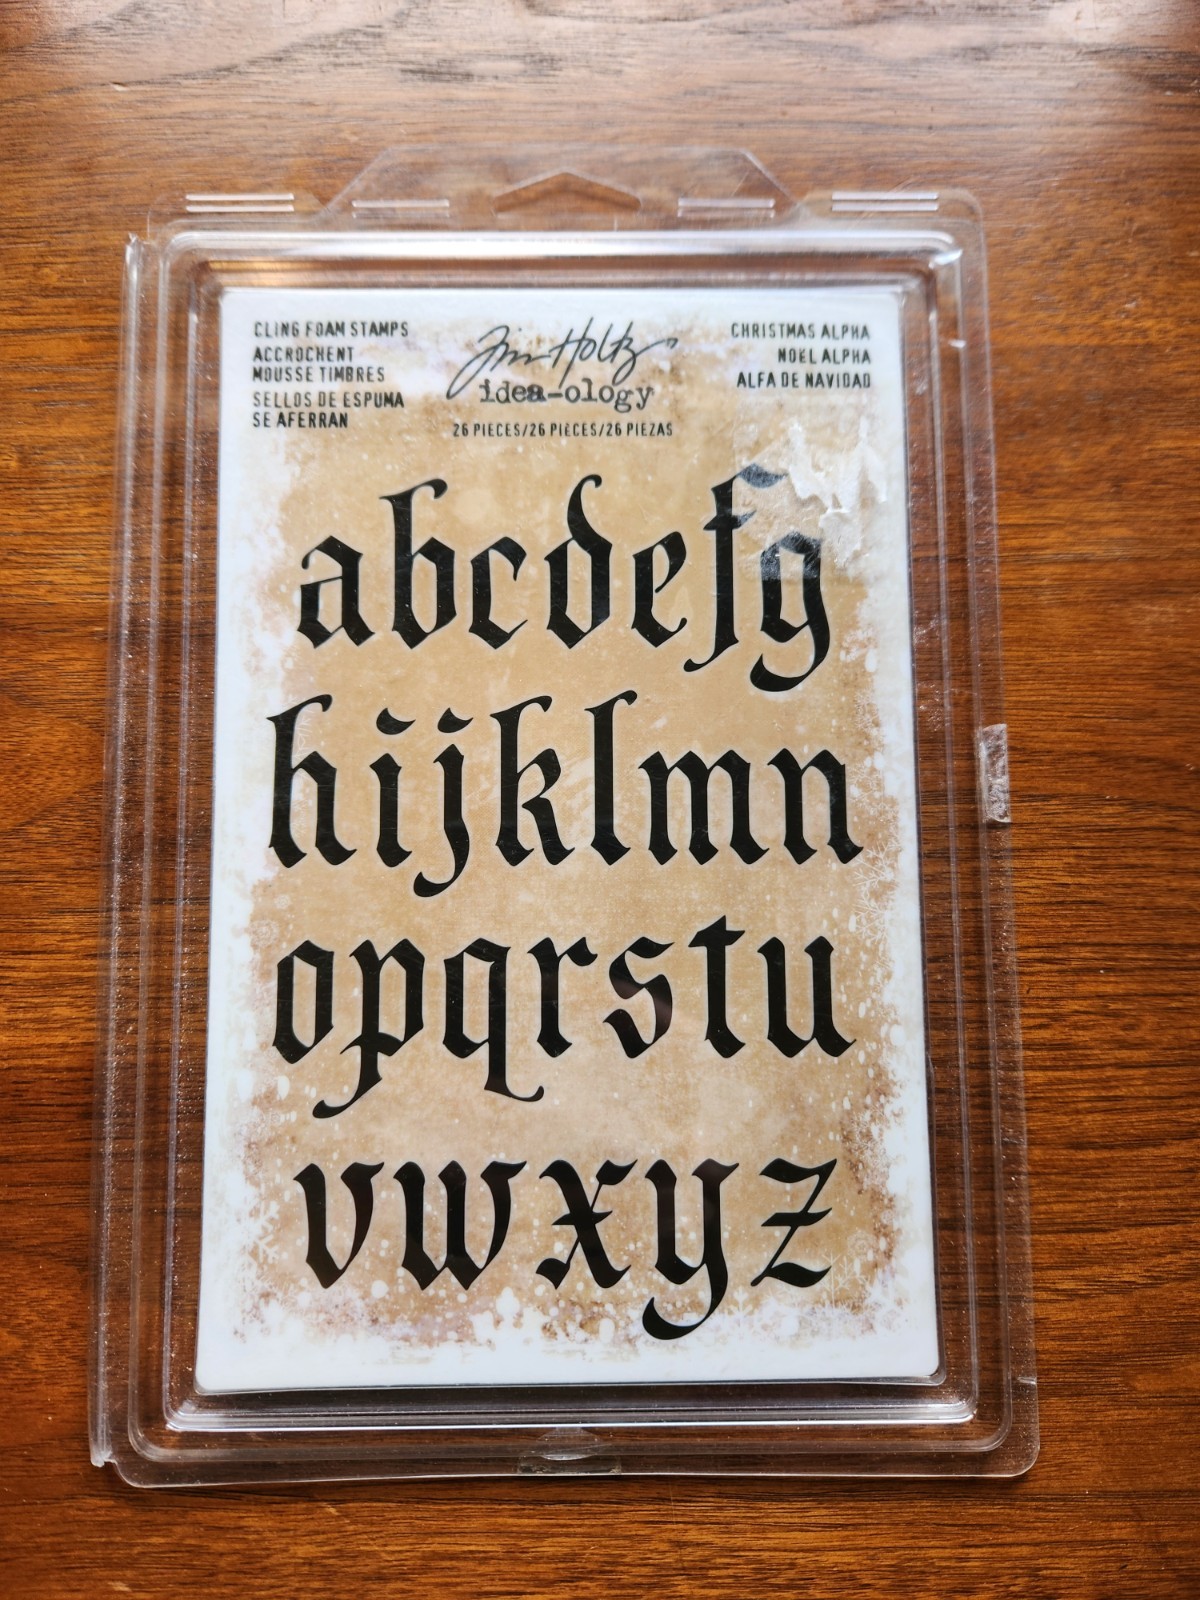 CLING FOAM STAMPS
ACCROCHENT
MOUSSE TIMBRES
SELLOS DE ESPUMA
SE AFERRAN
Tim Holtz
idea-ology
26 PIECES/26 PIÈCES/26 PIEZAS
CHRISTMAS ALPHA
NOËL ALPHA
ALFA DE NAVIDAD
abcdefg
hijklmn
opqrstu
vwxyz